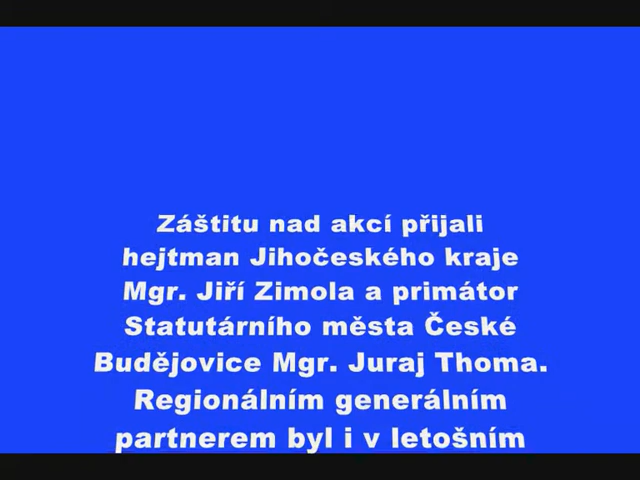 Záštitu nad akcí přijali
hejtman Jihočeského kraje
Mgr. Jiří Zimola a primátor
Statutárního města České
Budějovice Mgr. Juraj Thoma.
Regionálním generálním
partnerem byl i v letošním